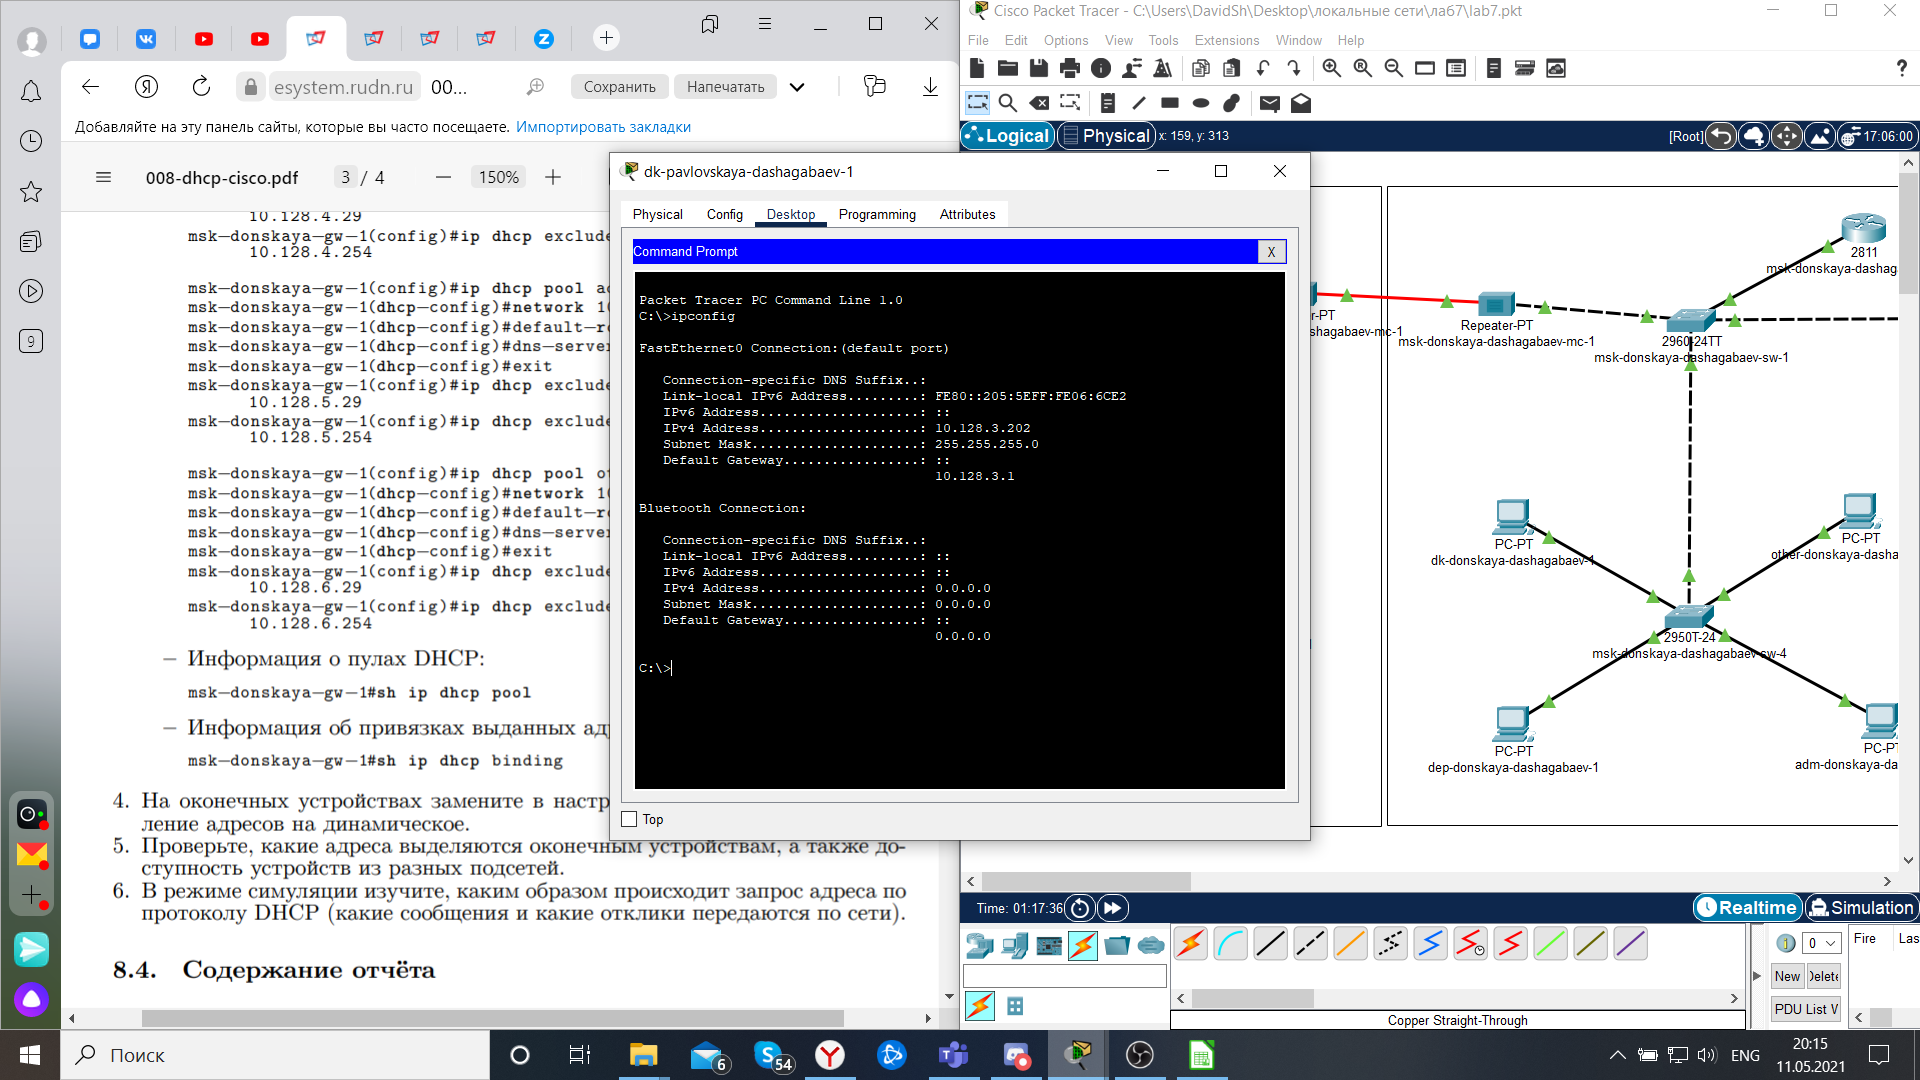 esystem.rudn.ru
00...
Сохранить
Напечатать
Добавляйте на эту панель сайты, которые вы часто посещаете. Импортировать закладки
008-dhcp-cisco.pdf
3 / 4
150%
9
10.128.4.29
msk—donskaya—gw—1(config)#ip dhcp exclude
10.128.4.254
msk—donskaya—gw—1(config)#ip dhcp pool
msk—donskaya—gw—1(dhcp—config)#network
msk—donskaya—gw—1(dhcp—config)#default—
msk—donskaya—gw—1(dhcp—config)#dns—server
msk—donskaya—gw—1(dhcp—config)#exit
msk—donskaya—gw—1(config)#ip dhcp exclude
10.128.5.29
msk—donskaya—gw—1(config)#ip dhcp exclude
10.128.5.254
msk—donskaya—gw—1(config)#ip dhcp pool
msk—donskaya—gw—1(dhcp—config)#network
msk—donskaya—gw—1(dhcp—config)#default—
msk—donskaya—gw—1(dhcp—config)#dns—server
msk—donskaya—gw—1(dhcp—config)#exit
msk—donskaya—gw—1(config)#ip dhcp exclude
10.128.6.29
msk—donskaya—gw—1(config)#ip dhcp exclude
10.128.6.254
— Информация о пулах DHCP:
msk—donskaya—gw—1#sh ip dhcp pool
— Информация об привязках выданных
msk—donskaya—gw—1#sh ip dhcp binding
4. На оконечных устройствах замените в
ление адресов на динамическое.
5. Проверьте, какие адреса выделяются оконечным устройствам, а также до-
ступность устройств из разных подсетей.
6. В режиме симуляции изучите, каким образом происходит запрос адреса по
протоколу DHCP (какие сообщения и какие отклики передаются по сети).
8.4. Содержание отчёта
dk-pavlovskaya-dashagabaev-1
Physical Config Desktop Programming Attributes
Command Prompt
X
Packet Tracer PC Command Line 1.0
C:\>ipconfig
FastEthernet0 Connection:(default port)
Connection-specific DNS Suffix..:
Link-local IPv6 Address.........: FE80::205:5EFF:FE06:6CE2
IPv6 Address....................: ::
IPv4 Address....................: 10.128.3.202
Subnet Mask.....................: 255.255.255.0
Default Gateway.................: ::
10.128.3.1
Bluetooth Connection:
Connection-specific DNS Suffix..:
Link-local IPv6 Address.........: ::
IPv6 Address....................: ::
IPv4 Address....................: 0.0.0.0
Subnet Mask.....................: 0.0.0.0
Default Gateway.................: ::
0.0.0.0
C:\>
Top
Cisco Packet Tracer - C:\Users\DavidSh\Desktop\локальные сети\ла67\lab7.pkt
File Edit Options View Tools Extensions Window Help
?
Logical Physical x: 159, y: 313
[Root]
17:06:00
2811
msk-donskaya-dashag
r-PT
shagabaev-mc-1
Repeater-PT
msk-donskaya-dashagabaev-mc-1
2960-24TT
msk-donskaya-dashagabaev-sw-1
PC-PT
dk-donskaya-dashagabaev-1
PC-PT
other-donskaya-dasha
2950T-24
msk-donskaya-dashagabaev-sw-4
PC-PT
dep-donskaya-dashagabaev-1
PC-PT
adm-donskaya-da
Time: 01:17:36
Realtime Simulation
0
Fire Las
New Delete
PDU List W
Copper Straight-Through
Поиск
6
54
ENG
20:15
11.05.2021